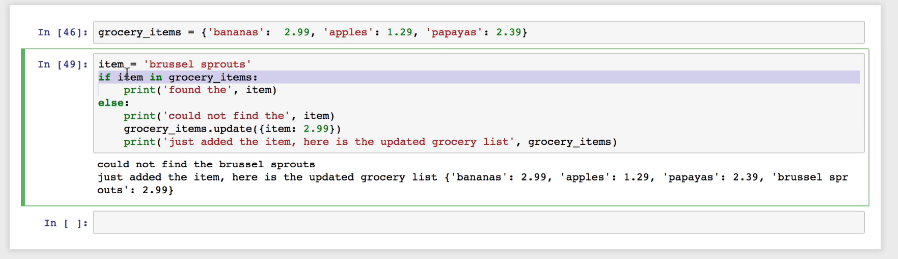 In [46]: grocery_items = {'bananas':  2.99, 'apples': 1.29, 'papayas': 2.39}
In [49]: item = 'brussel sprouts'
if item in grocery_items:
    print('found the', item)
else:
    print('could not find the', item)
    grocery_items.update({item: 2.99})
    print('just added the item, here is the updated grocery list', grocery_items)
could not find the brussel sprouts
just added the item, here is the updated grocery list {'bananas': 2.99, 'apples': 1.29, 'papayas': 2.39, 'brussel spr
outs': 2.99}
In [ ]: